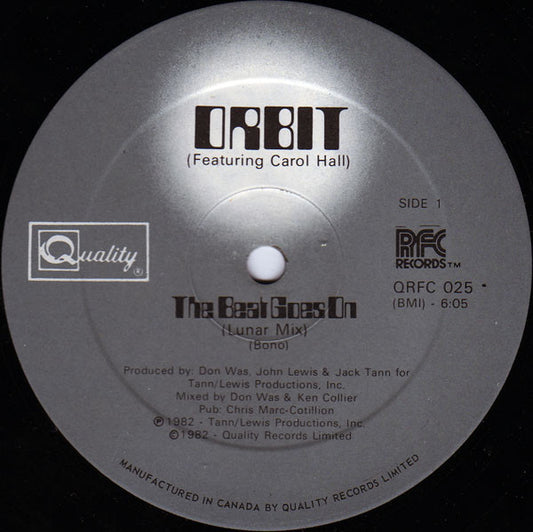 ORBIT
(Featuring Carol Hall)
SIDE 1
Quality®
RFC
RECORDS™
QRFC 025
(BMI) - 6:05
The Beat Goes On
(Lunar Mix)
(Bono)
Produced by: Don Was, John Lewis & Jack Tann for
Tann/Lewis Productions, Inc.
Mixed by Don Was & Ken Collier
Pub: Chris Marc-Cotillion
℗1982 - Tann/Lewis Productions, Inc.
©1982 - Quality Records Limited
MANUFACTURED IN CANADA BY QUALITY RECORDS LIMITED